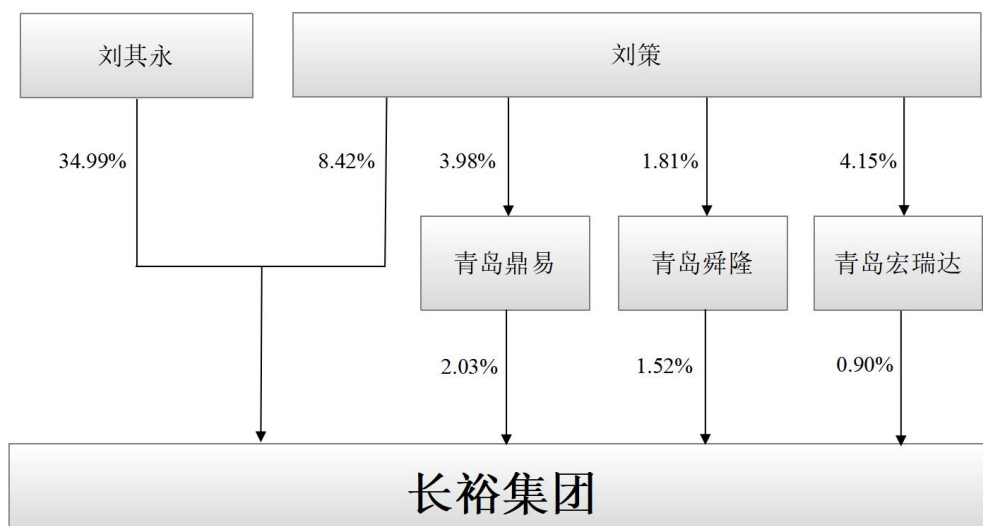 刘其永
刘策
34.99%
8.42%
3.98%
1.81%
4.15%
青岛鼎易
青岛舜隆
青岛宏瑞达
2.03%
1.52%
0.90%
长裕集团